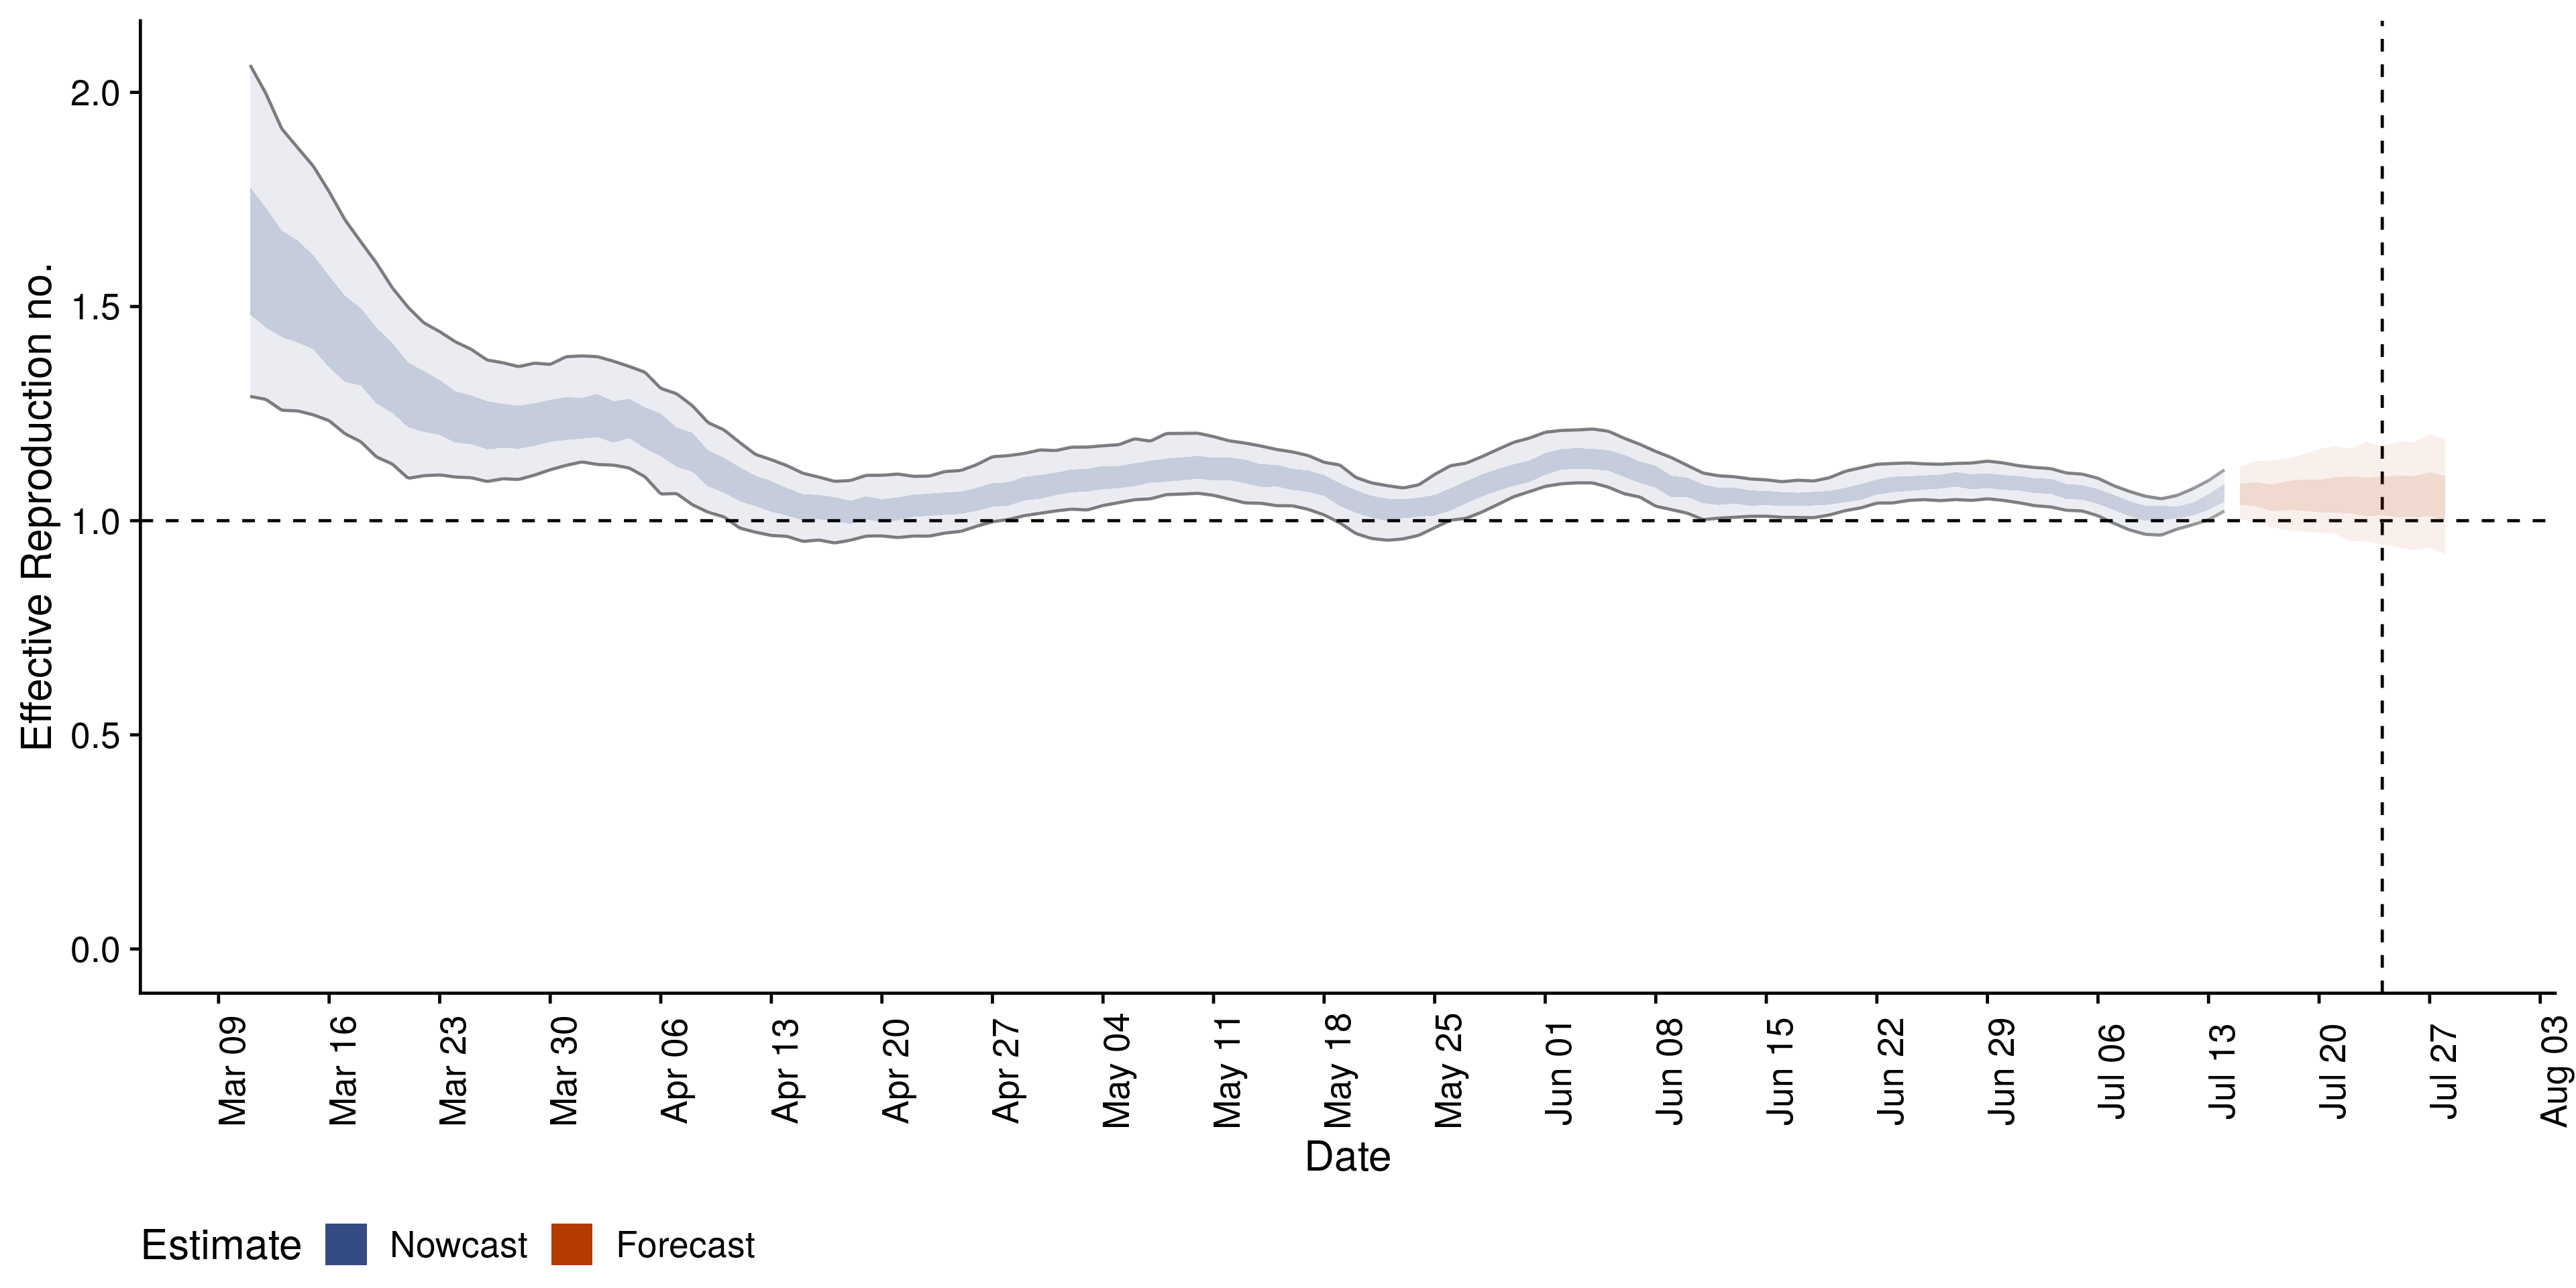 Effective Reproduction no.
2.0
1.5
1.0
0.5
0.0
Mar 09
Mar 16
Mar 23
Mar 30
Apr 06
Apr 13
Apr 20
Apr 27
May 04
May 11
May 18
May 25
Jun 01
Jun 08
Jun 15
Jun 22
Jun 29
Jul 06
Jul 13
Jul 20
Jul 27
Aug 03
Date
Estimate Nowcast Forecast